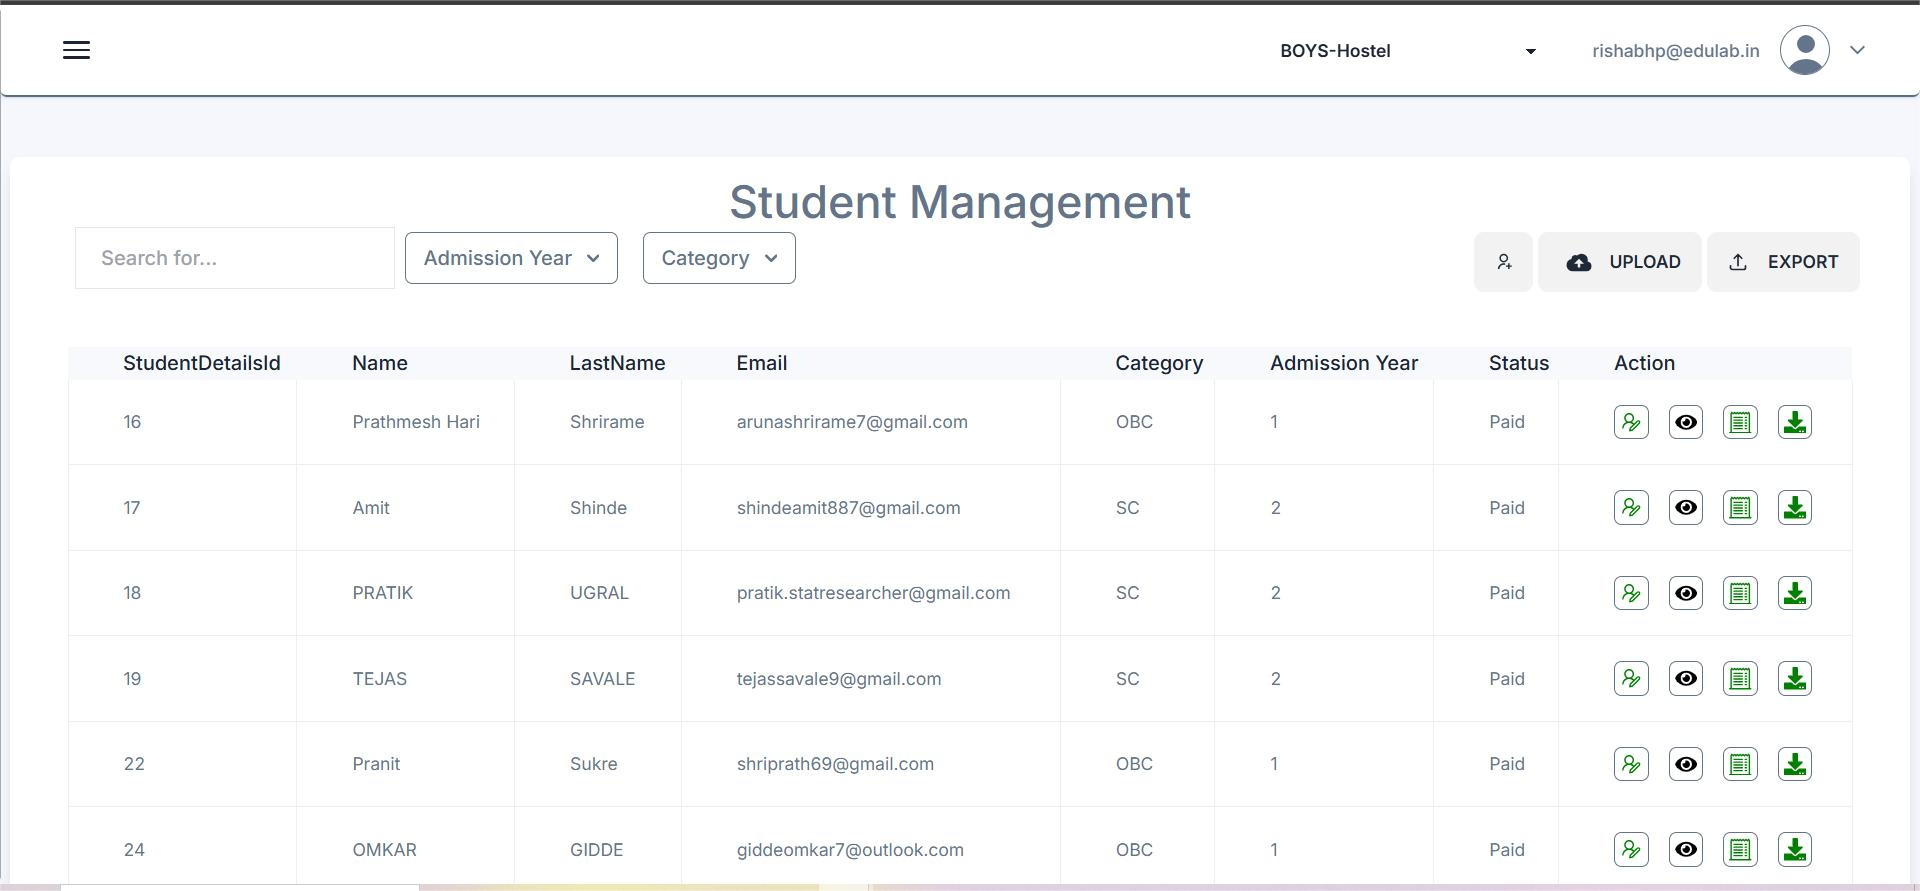 BOYS-Hostel rishabhp@edulab.in
Student Management
Search for... Admission Year Category UPLOAD EXPORT
StudentDetailsId Name LastName Email Category Admission Year Status Action
16 Prathmesh Hari Shrirame arunashrirame7@gmail.com OBC 1 Paid
17 Amit Shinde shindeamit887@gmail.com SC 2 Paid
18 PRATIK UGRAL pratik.statresearcher@gmail.com SC 2 Paid
19 TEJAS SAVALE tejassavale9@gmail.com SC 2 Paid
22 Pranit Sukre shriprath69@gmail.com OBC 1 Paid
24 OMKAR GIDDE giddeomkar7@outlook.com OBC 1 Paid